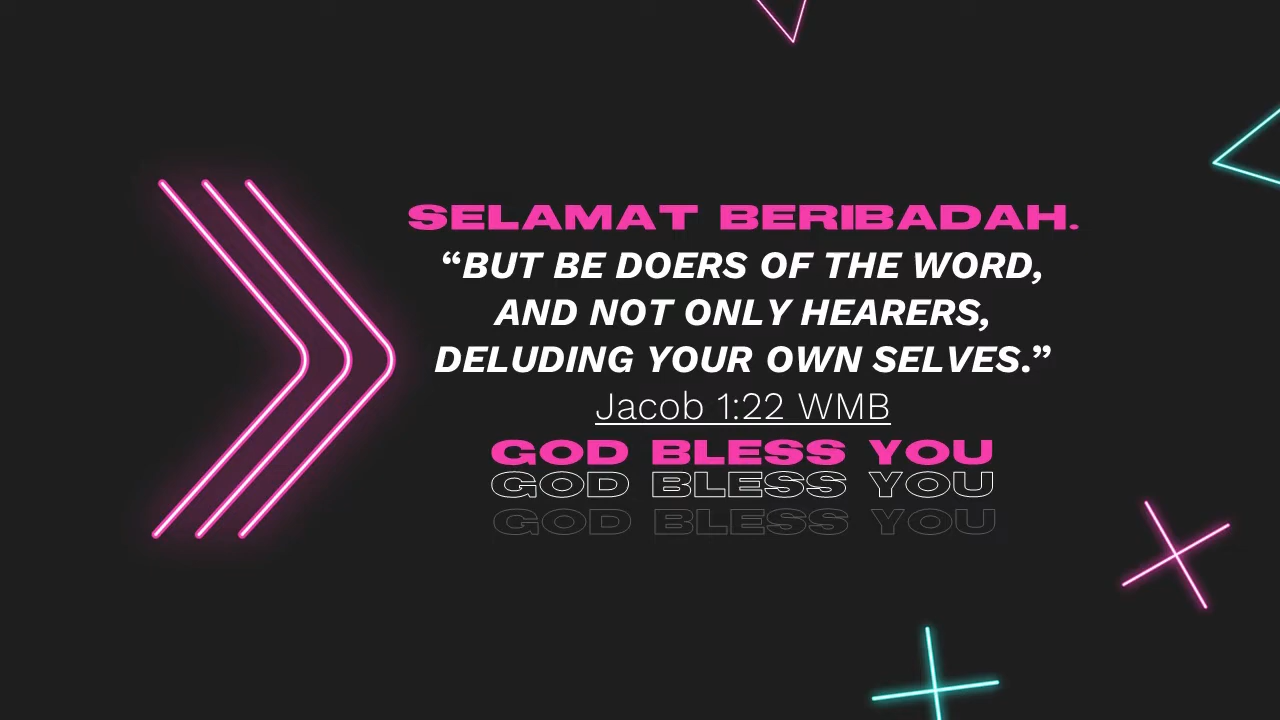 SELAMAT BERIBADAH.
“BUT BE DOERS OF THE WORD,
AND NOT ONLY HEARERS,
DELUDING YOUR OWN SELVES.”
Jacob 1:22 WMB
GOD BLESS YOU
GOD BLESS YOU
GOD BLESS YOU